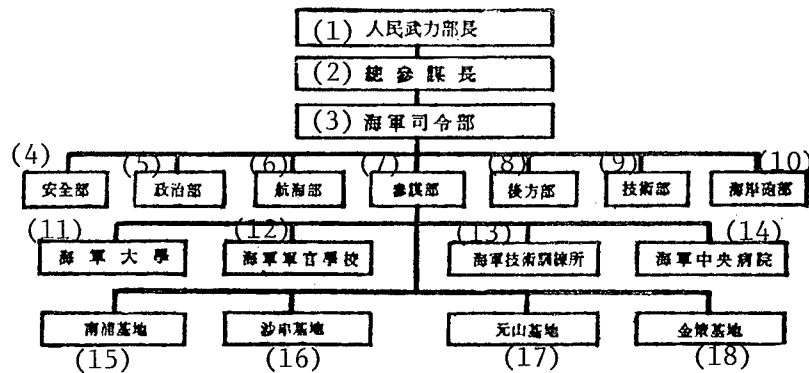 (1) 人民武力部長
(2) 總參謀長
(3) 海軍司令部
(4) (5) (6) (7) (8) (9) (10)
安全部 政治部 航海部 參謀部 後方部 技術部 海岸砲部
(11) (12) (13) (14)
海軍大學 海軍軍官學校 海軍技術訓練所 海軍中央病院
南浦基地 基地 元山基地 金 基地
(15) (16) (17) (18)